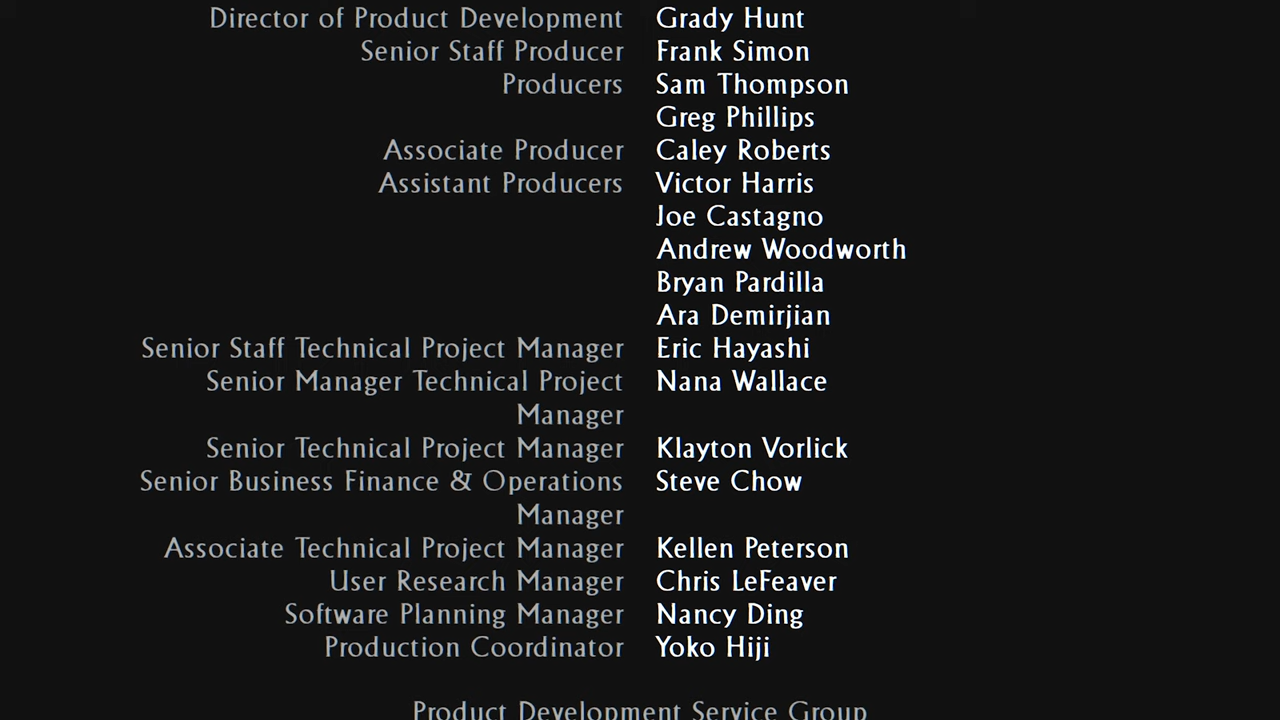 Director of Product Development Grady Hunt
Senior Staff Producer Frank Simon
Producers Sam Thompson
Greg Phillips
Associate Producer Caley Roberts
Assistant Producers Victor Harris
Joe Castagno
Andrew Woodworth
Bryan Pardilla
Ara Demirjian
Senior Staff Technical Project Manager Eric Hayashi
Senior Manager Technical Project Nana Wallace
Manager
Senior Technical Project Manager Klayton Vorlick
Senior Business Finance & Operations Steve Chow
Manager
Associate Technical Project Manager Kellen Peterson
User Research Manager Chris LeFeaver
Software Planning Manager Nancy Ding
Production Coordinator Yoko Hiji
Product Development Service Group